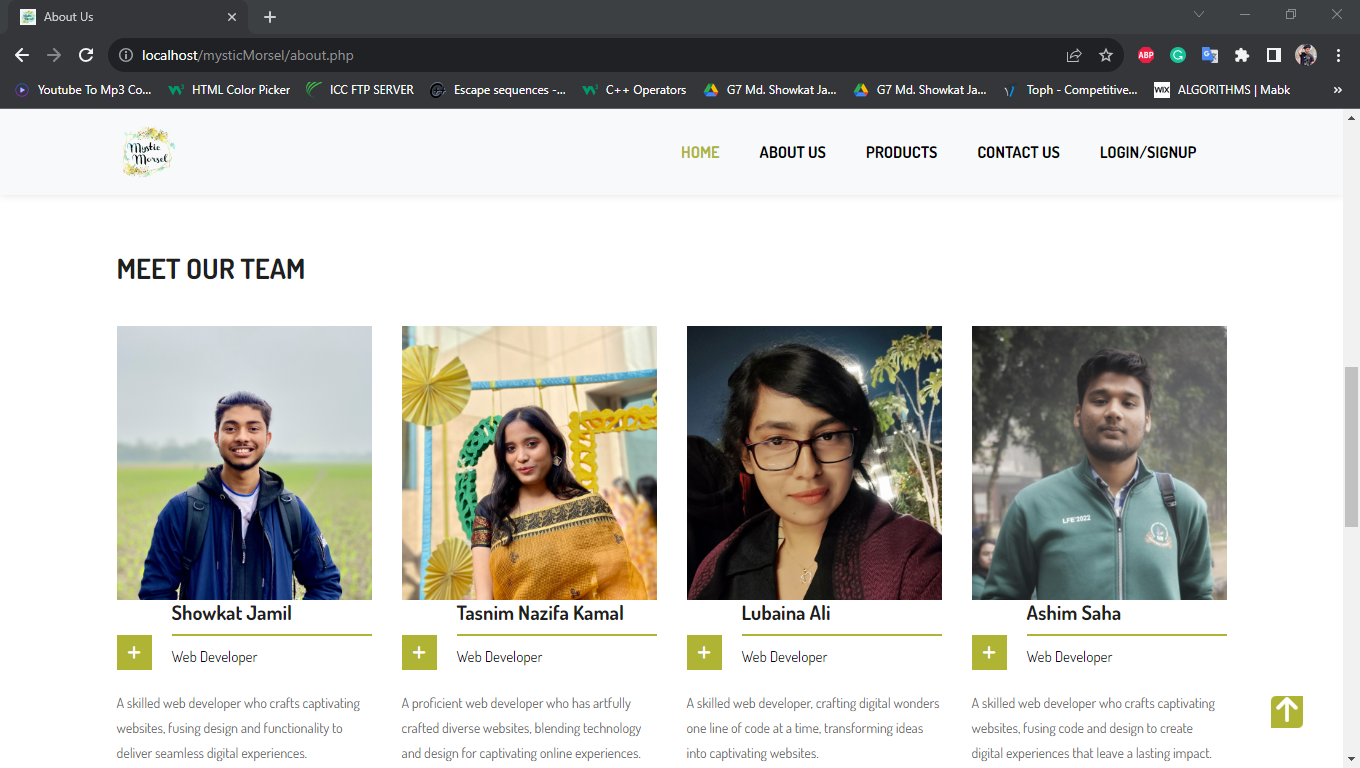 About Us
localhost/mysticMorsel/about.php
ABP
Youtube To Mp3 Co...
HTML Color Picker
ICC FTP SERVER
Escape sequences -...
C++ Operators
G7 Md. Showkat Ja...
G7 Md. Showkat Ja...
Toph - Competitive...
WIX
ALGORITHMS | Mabk
»
Mystic
Morsel
HOME
ABOUT US
PRODUCTS
CONTACT US
LOGIN/SIGNUP
MEET OUR TEAM
LFE'2022
Showkat Jamil
Web Developer
A skilled web developer who crafts captivating
websites, fusing design and functionality to
deliver seamless digital experiences.
Tasnim Nazifa Kamal
Web Developer
A proficient web developer who has artfully
crafted diverse websites, blending technology
and design for captivating online experiences.
Lubaina Ali
Web Developer
A skilled web developer, crafting digital wonders
one line of code at a time, transforming ideas
into captivating websites.
Ashim Saha
Web Developer
A skilled web developer who crafts captivating
websites, fusing code and design to create
digital experiences that leave a lasting impact.